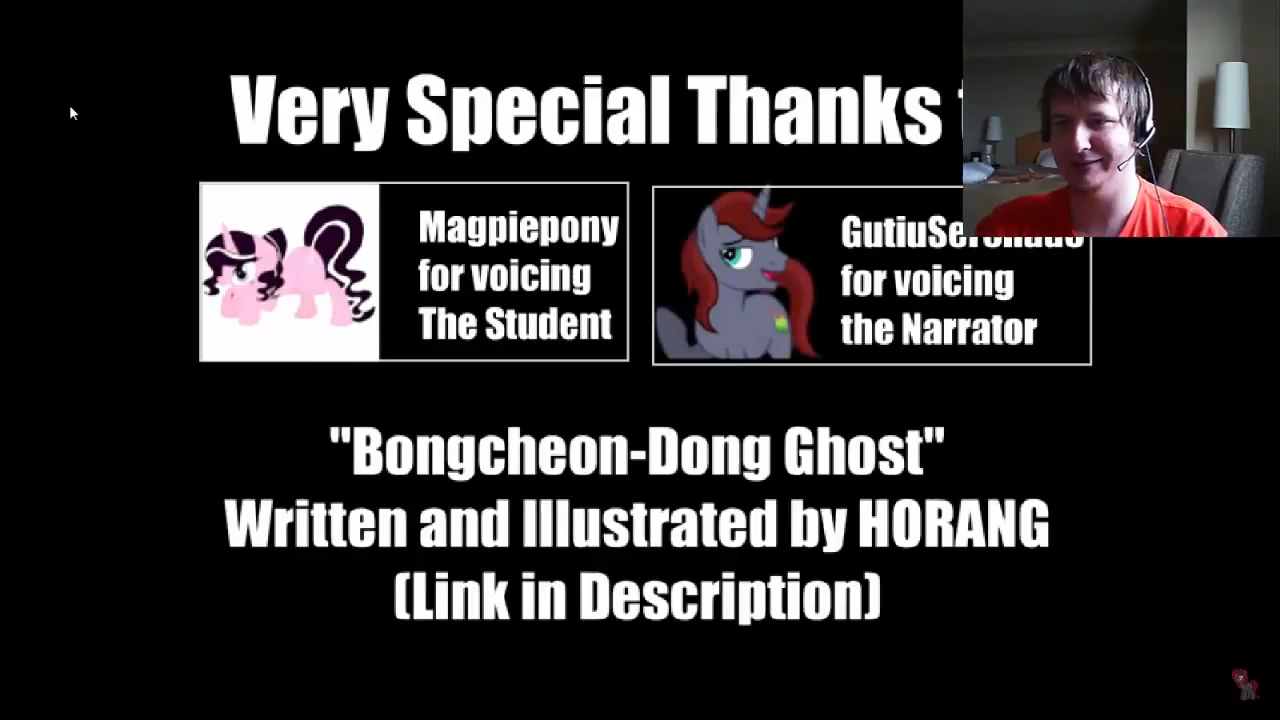 Very Special Thanks
Magpiepony
for voicing
The Student
for voicing
the Narrator
"Bongcheon-Dong Ghost"
Written and Illustrated by HORANG
(Link in Description)